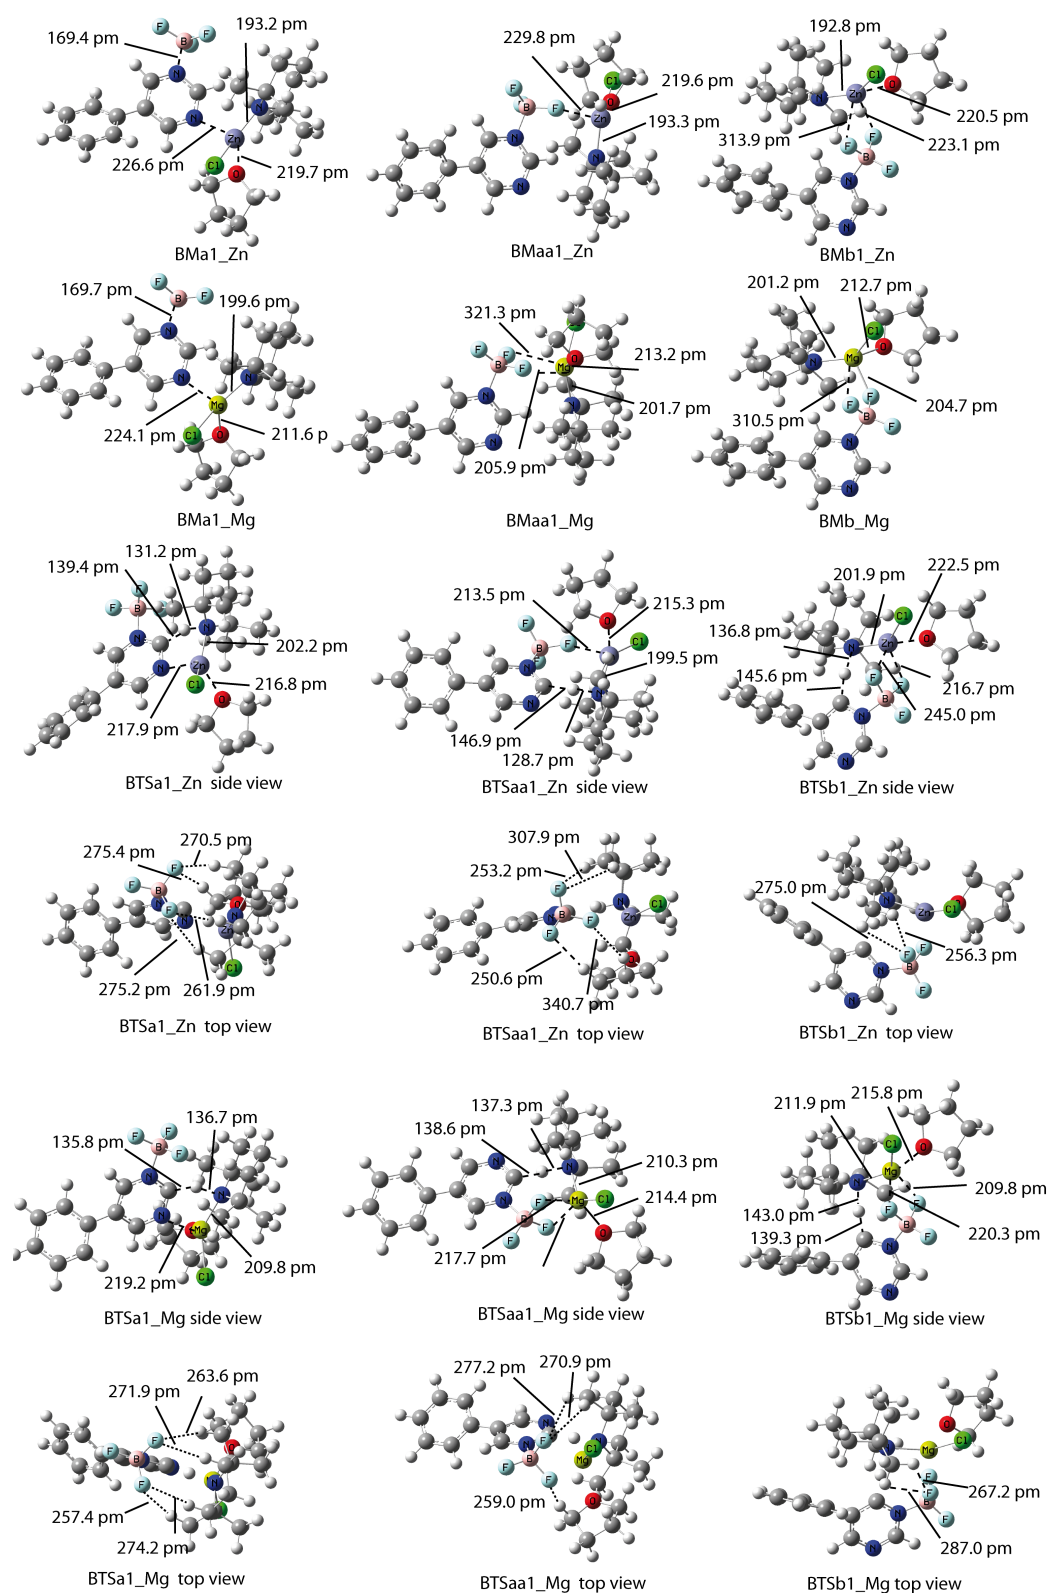 169.4 pm
193.2 pm
226.6 pm
219.7 pm
BMa1_Zn
229.8 pm
219.6 pm
193.3 pm
BMaa1_Zn
192.8 pm
220.5 pm
313.9 pm
223.1 pm
BMb1_Zn
169.7 pm
199.6 pm
224.1 pm
211.6 p
BMa1_Mg
321.3 pm
213.2 pm
201.7 pm
205.9 pm
BMaa1_Mg
201.2 pm
212.7 pm
204.7 pm
310.5 pm
BMb_Mg
131.2 pm
139.4 pm
202.2 pm
216.8 pm
217.9 pm
BTSa1_Zn side view
213.5 pm
215.3 pm
199.5 pm
146.9 pm
128.7 pm
BTSaa1_Zn side view
201.9 pm
222.5 pm
136.8 pm
145.6 pm
216.7 pm
245.0 pm
BTSb1_Zn side view
270.5 pm
275.4 pm
275.2 pm
261.9 pm
BTSa1_Zn top view
307.9 pm
253.2 pm
250.6 pm
340.7 pm
BTSaa1_Zn top view
275.0 pm
256.3 pm
BTSb1_Zn top view
136.7 pm
135.8 pm
219.2 pm
209.8 pm
BTSa1_Mg side view
137.3 pm
138.6 pm
210.3 pm
214.4 pm
217.7 pm
BTSaa1_Mg side view
215.8 pm
211.9 pm
209.8 pm
143.0 pm
139.3 pm
220.3 pm
BTSb1_Mg side view
263.6 pm
271.9 pm
257.4 pm
274.2 pm
BTSa1_Mg top view
277.2 pm
270.9 pm
259.0 pm
BTSaa1_Mg top view
267.2 pm
287.0 pm
BTSb1_Mg top view